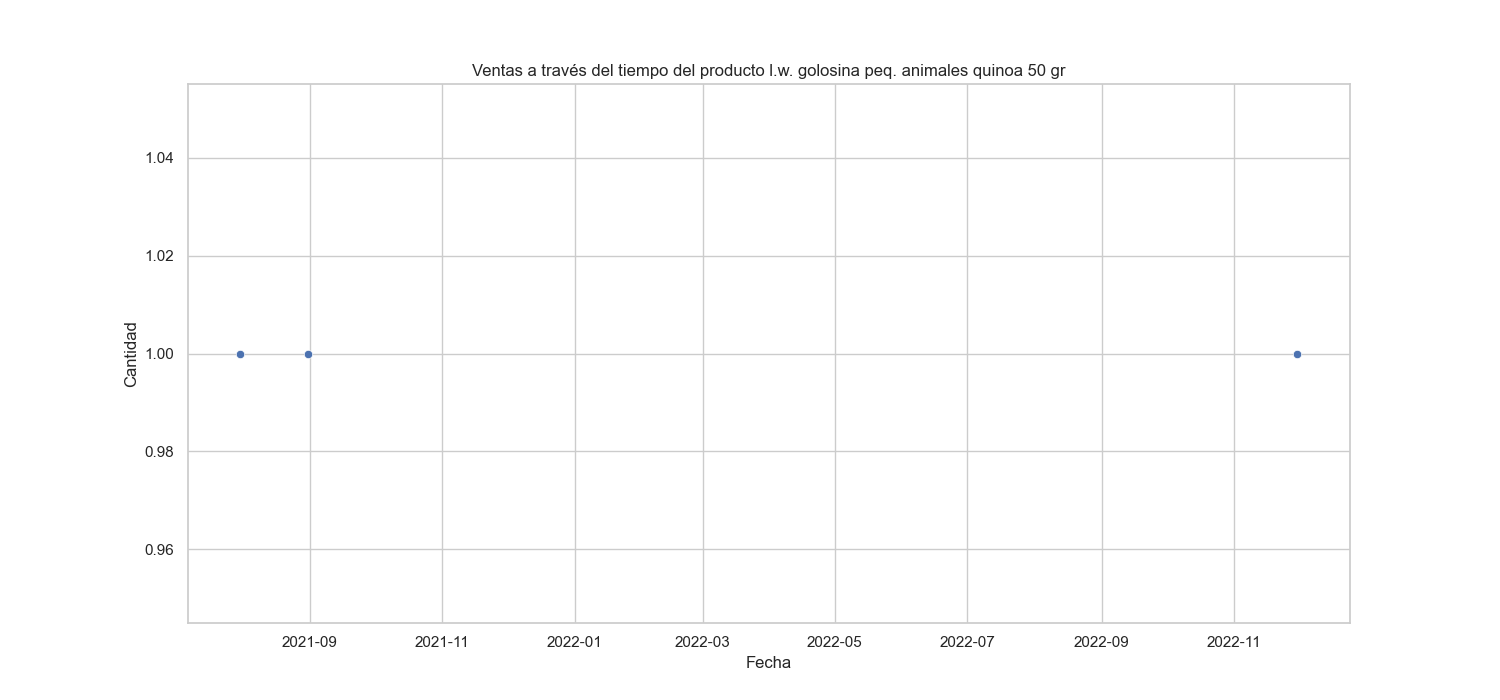 Ventas a través del tiempo del producto l.w. golosina peq. animales quinoa 50 gr
1.04
1.02
1.00
0.98
0.96
Cantidad
2021-09 2021-11 2022-01 2022-03 2022-05 2022-07 2022-09 2022-11
Fecha